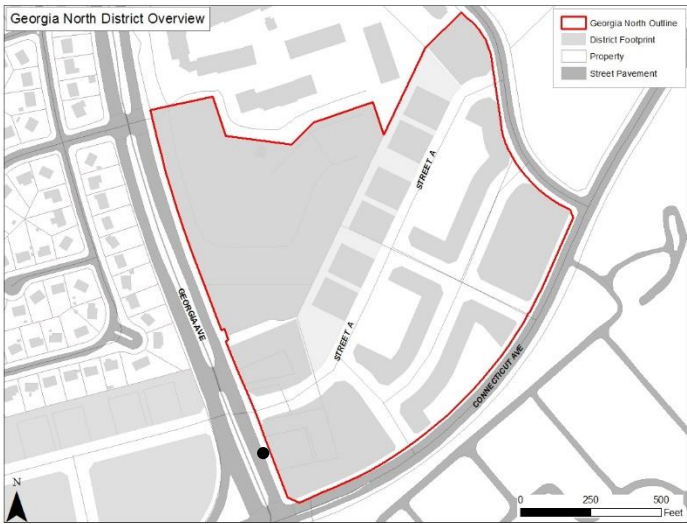 Georgia North District Overview
Georgia North Outline
District Footprint
Property
Street Pavement
STREET A
GEORGIA AVE
STREET A
CONNECTICUT AVE
N
0 250 500
Feet